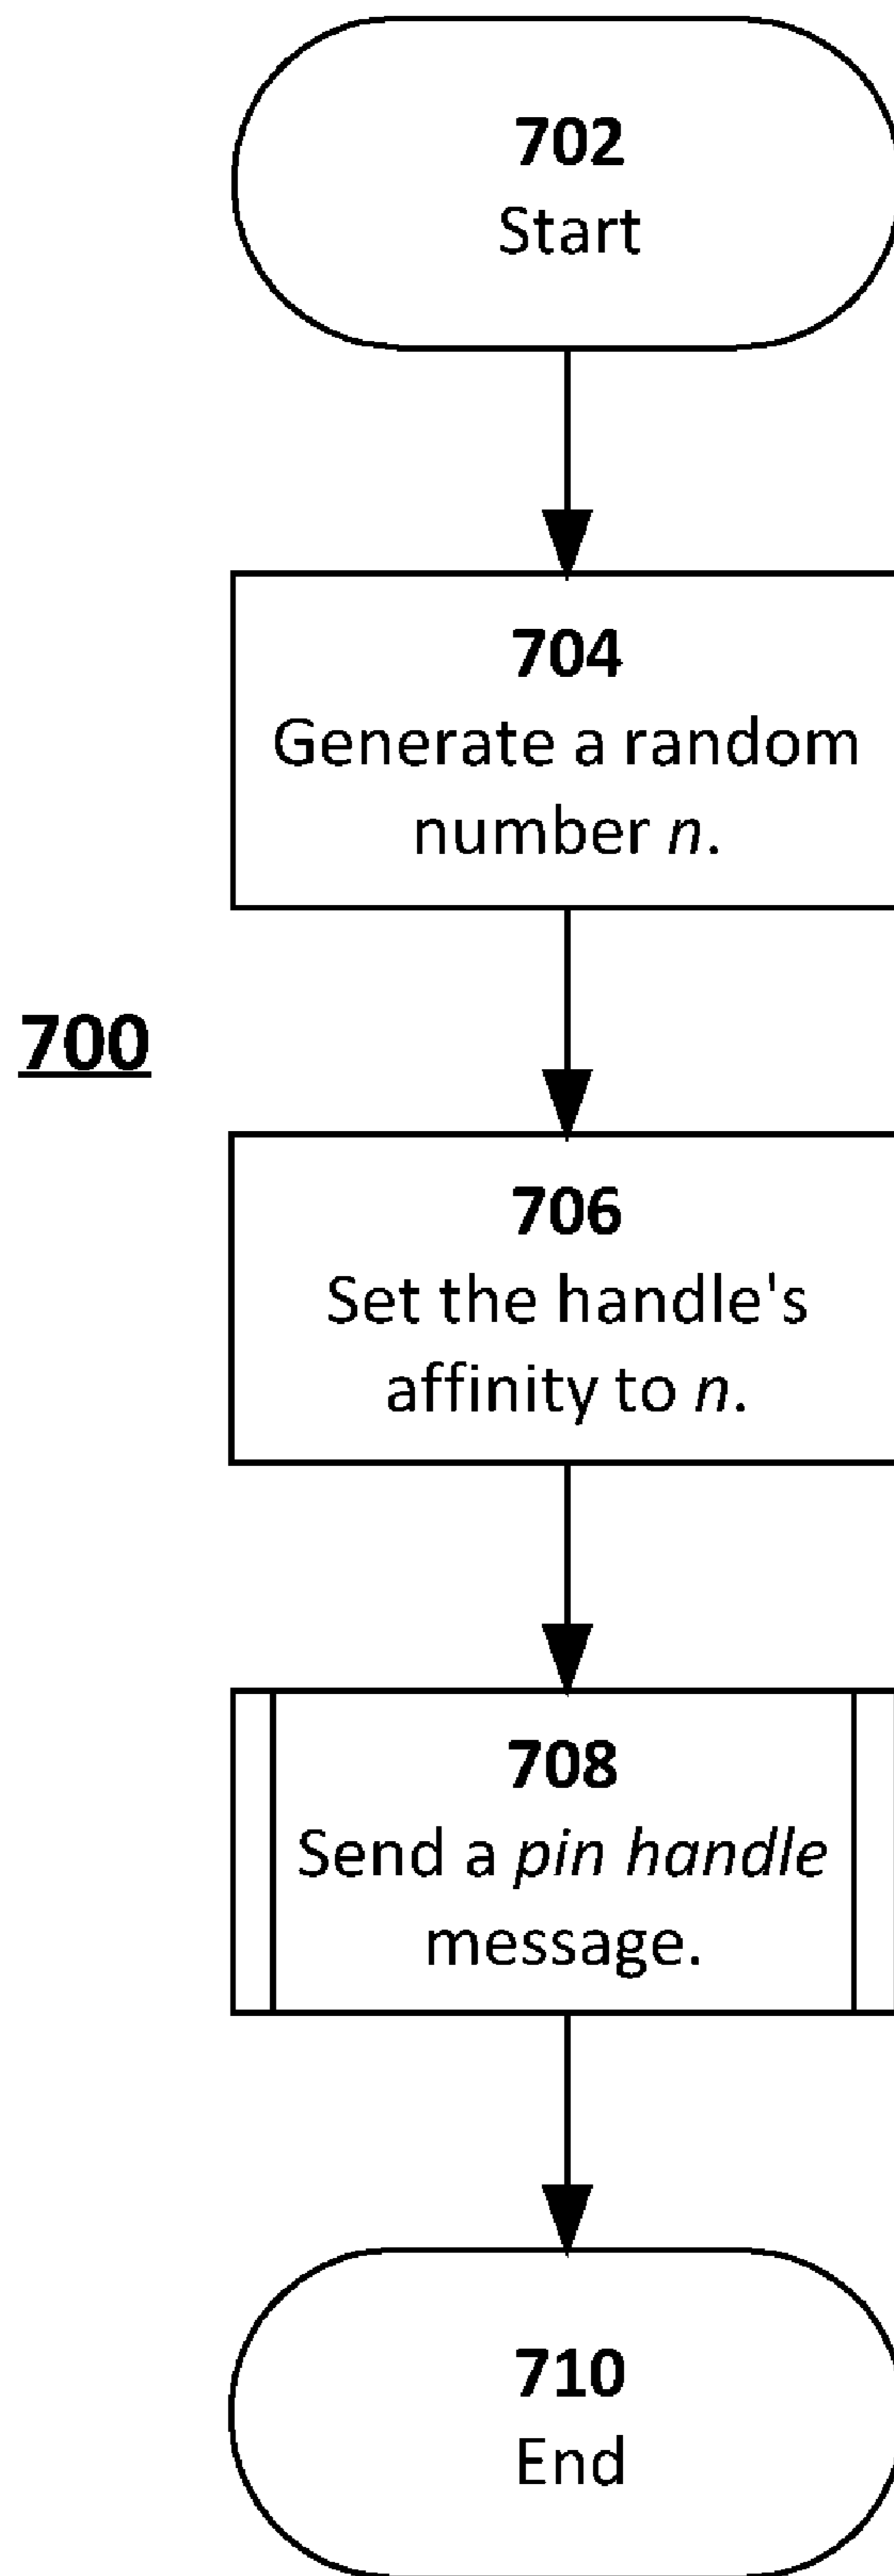 702
Start
704
Generate a random
number n.
700
706
Set the handle's
affinity to n.
708
Send a pin handle
message.
710
End